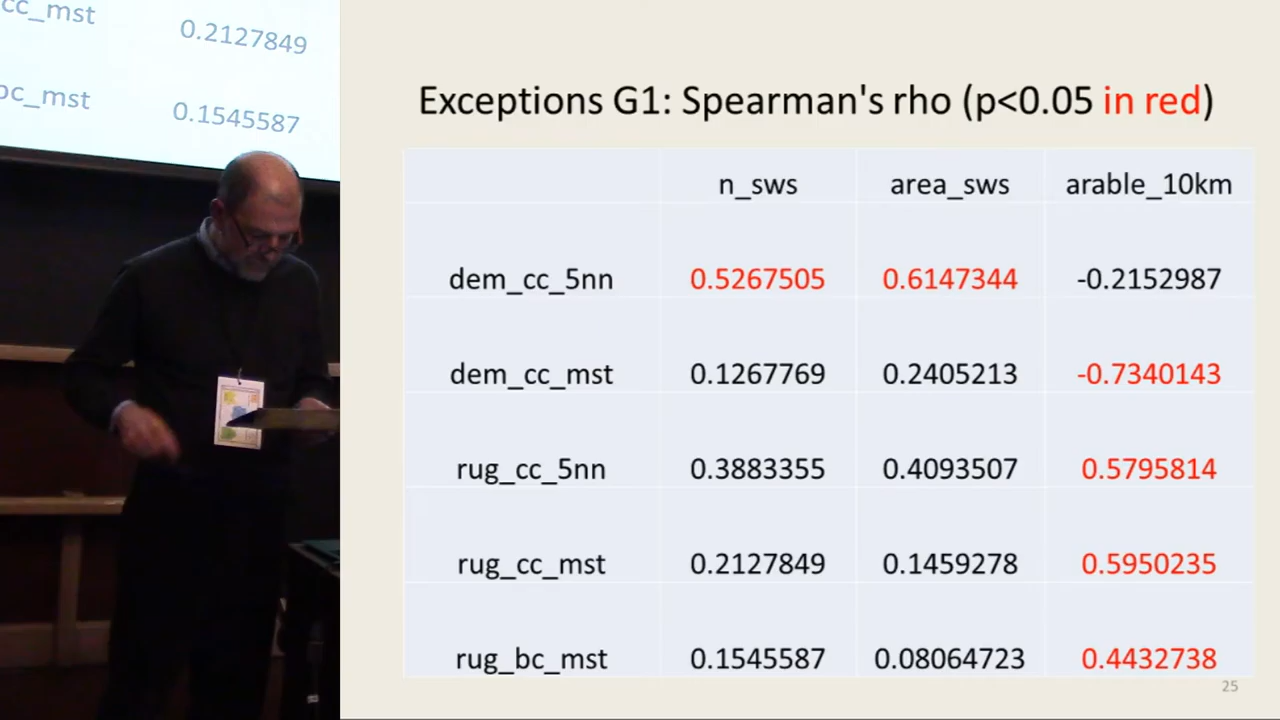 cc_mst 0.2127849
bc_mst 0.1545587
Exceptions G1: Spearman's rho (p<0.05 in red)
n_sws area_sws arable_10km
dem_cc_5nn 0.5267505 0.6147344 -0.2152987
dem_cc_mst 0.1267769 0.2405213 -0.7340143
rug_cc_5nn 0.3883355 0.4093507 0.5795814
rug_cc_mst 0.2127849 0.1459278 0.5950235
rug_bc_mst 0.1545587 0.08064723 0.4432738
25